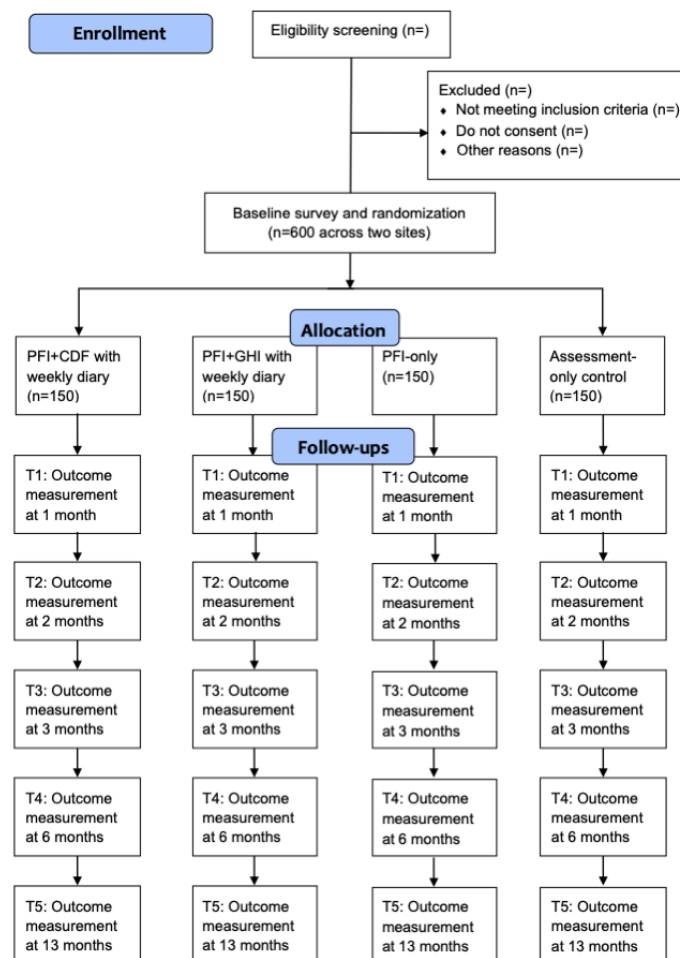 Enrollment
Eligibility screening (n=)
Excluded (n=)
♦ Not meeting inclusion criteria (n=)
♦ Do not consent (n=)
♦ Other reasons (n=)
Baseline survey and randomization
(n=600 across two sites)
Allocation
PFI+CDF with
weekly diary
(n=150)
PFI+GHI with
weekly diary
(n=150)
PFI-only
(n=150)
Assessment-
only control
(n=150)
Follow-ups
T1: Outcome
measurement
at 1 month
T1: Outcome
measurement
at 1 month
T1: Outcome
measurement
at 1 month
T1: Outcome
measurement
at 1 month
T2: Outcome
measurement
at 2 months
T2: Outcome
measurement
at 2 months
T2: Outcome
measurement
at 2 months
T2: Outcome
measurement
at 2 months
T3: Outcome
measurement
at 3 months
T3: Outcome
measurement
at 3 months
T3: Outcome
measurement
at 3 months
T3: Outcome
measurement
at 3 months
T4: Outcome
measurement
at 6 months
T4: Outcome
measurement
at 6 months
T4: Outcome
measurement
at 6 months
T4: Outcome
measurement
at 6 months
T5: Outcome
measurement
at 13 months
T5: Outcome
measurement
at 13 months
T5: Outcome
measurement
at 13 months
T5: Outcome
measurement
at 13 months